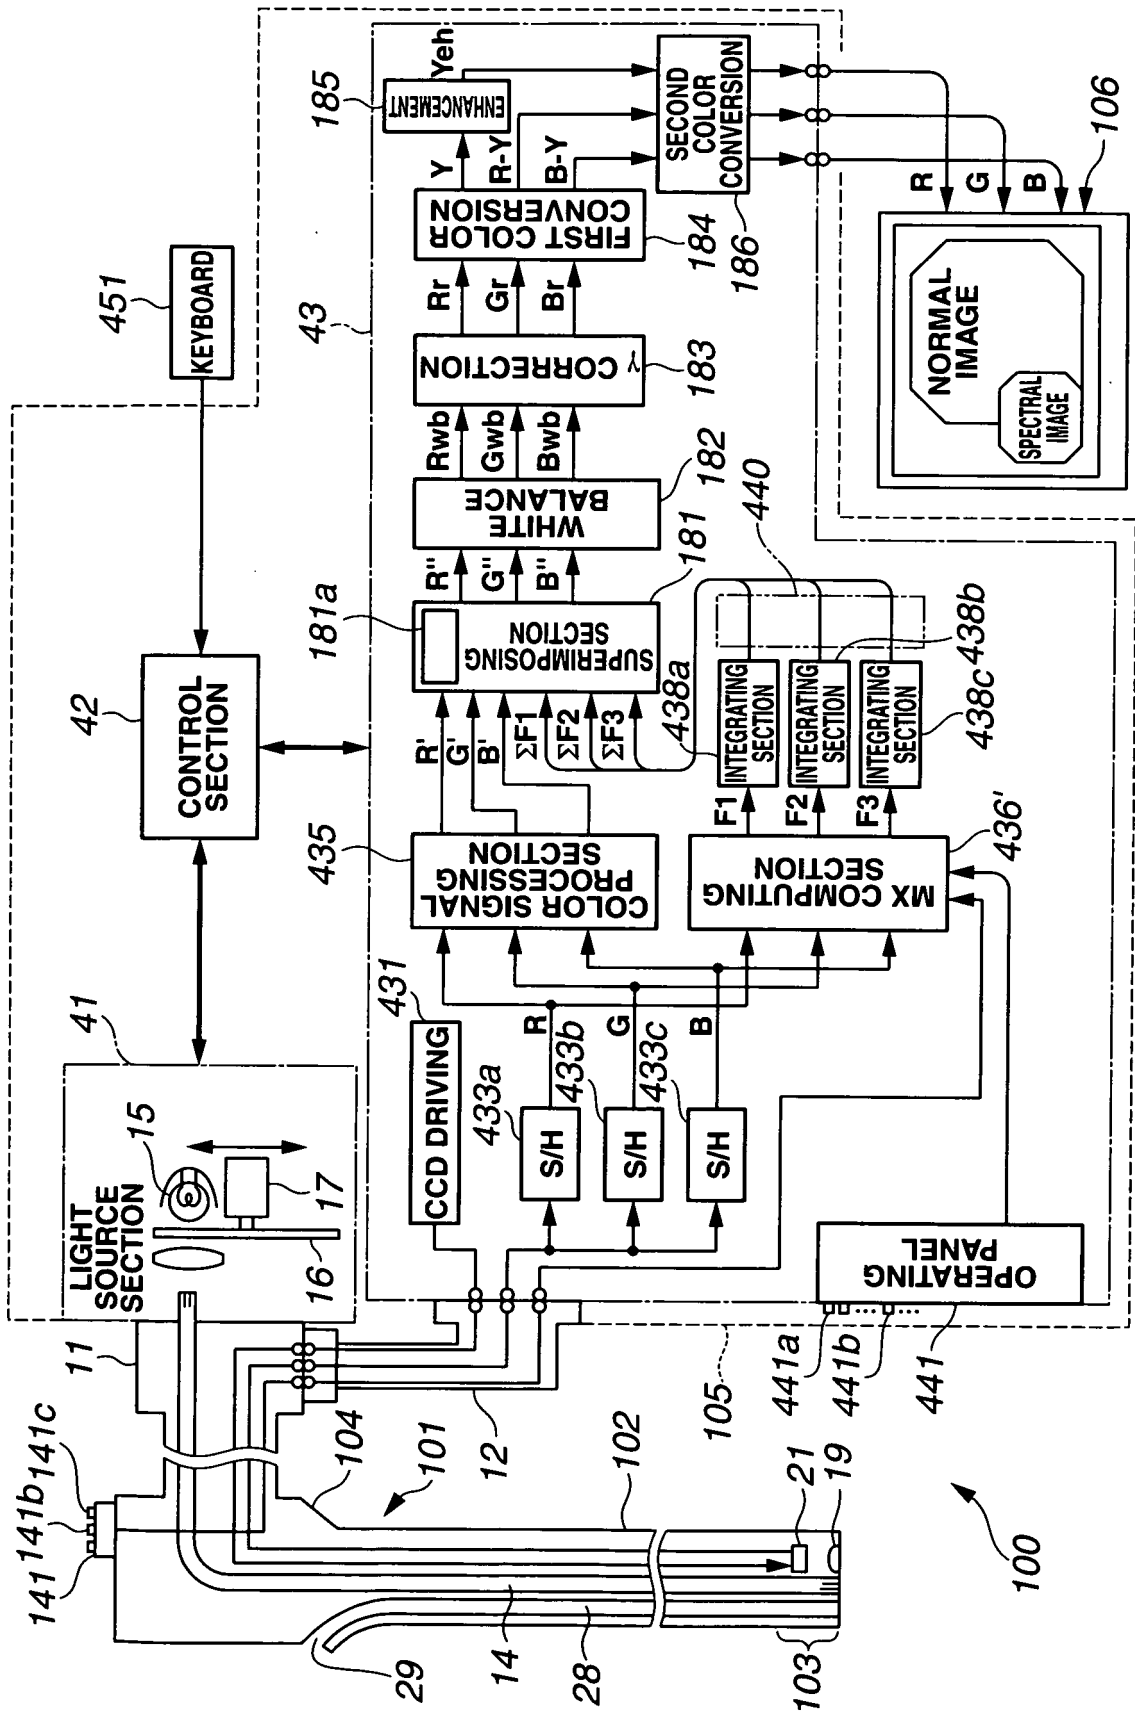 141
141b
141c
11
LIGHT
SOURCE
SECTION
15
41
16
17
42
CONTROL
SECTION
451
KEYBOARD
104
101
12
102
29
14
28
103
21
19
100
105
43
431
CCD DRIVING
433a
S/H
433b
S/H
433c
S/H
R
G
B
435
COLOR SIGNAL
PROCESSING
SECTION
MX COMPUTING
SECTION
436'
R'
G'
B'
ΣF1
ΣF2
ΣF3
F1
F2
F3
438a
INTEGRATING
SECTION
INTEGRATING
SECTION
438b
INTEGRATING
SECTION
438c
440
181a
SUPERIMPOSING
SECTION
181
R"
G"
B"
WHITE
BALANCE
182
Rwb
Gwb
Bwb
γ CORRECTION
183
Rr
Gr
Br
FIRST COLOR
CONVERSION
184
Y
R-Y
B-Y
185
ENHANCEMENT
Yeh
SECOND
COLOR
CONVERSION
186
R
G
B
106
NORMAL
IMAGE
SPECTRAL
IMAGE
OPERATING
PANEL
441a
441b
441